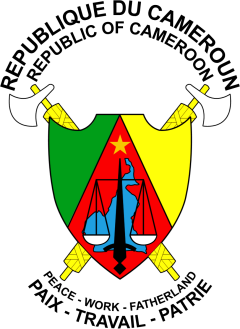 REPUBLIQUE DU CAMEROUN
REPUBLIC OF CAMEROON
PEACE - WORK - FATHERLAND
PAIX - TRAVAIL - PATRIE